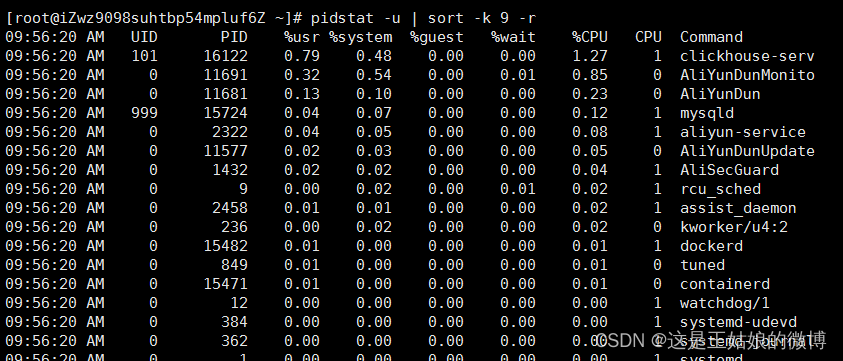 [root@iZwz9098suhtbp54mpluf6Z ~]# pidstat -u | sort -k 9 -r
09:56:20 AM UID PID %usr %system %guest %wait %CPU CPU Command
09:56:20 AM 101 16122 0.79 0.48 0.00 0.00 1.27 1 clickhouse-serv
09:56:20 AM 0 11691 0.32 0.54 0.00 0.01 0.85 0 AliYunDunMonito
09:56:20 AM 0 11681 0.13 0.10 0.00 0.00 0.23 0 AliYunDun
09:56:20 AM 999 15724 0.04 0.07 0.00 0.00 0.12 1 mysqld
09:56:20 AM 0 2322 0.04 0.05 0.00 0.00 0.08 1 aliyun-service
09:56:20 AM 0 11577 0.02 0.03 0.00 0.00 0.05 0 AliYunDunUpdate
09:56:20 AM 0 1432 0.02 0.02 0.00 0.00 0.04 1 AliSecGuard
09:56:20 AM 0 9 0.00 0.02 0.00 0.01 0.02 1 rcu_sched
09:56:20 AM 0 2458 0.01 0.01 0.00 0.00 0.02 1 assist_daemon
09:56:20 AM 0 236 0.00 0.02 0.00 0.00 0.02 0 kworker/u4:2
09:56:20 AM 0 15482 0.01 0.00 0.00 0.00 0.01 1 dockerd
09:56:20 AM 0 849 0.01 0.00 0.00 0.00 0.01 0 tuned
09:56:20 AM 0 15471 0.01 0.00 0.00 0.00 0.01 0 containerd
09:56:20 AM 0 12 0.00 0.00 0.00 0.00 0.00 1 watchdog/1
09:56:20 AM 0 384 0.00 0.00 0.00 0.00 0.00 1 systemd-udevd
09:56:20 AM 0 362 0.00 0.00 0.00 0.00 0.00 1 systemd-journal
09:56:20 AM 0 1 0.00 0.00 0.00 0.00 0.00 1 systemd
CSDN @这是王姑娘的微博